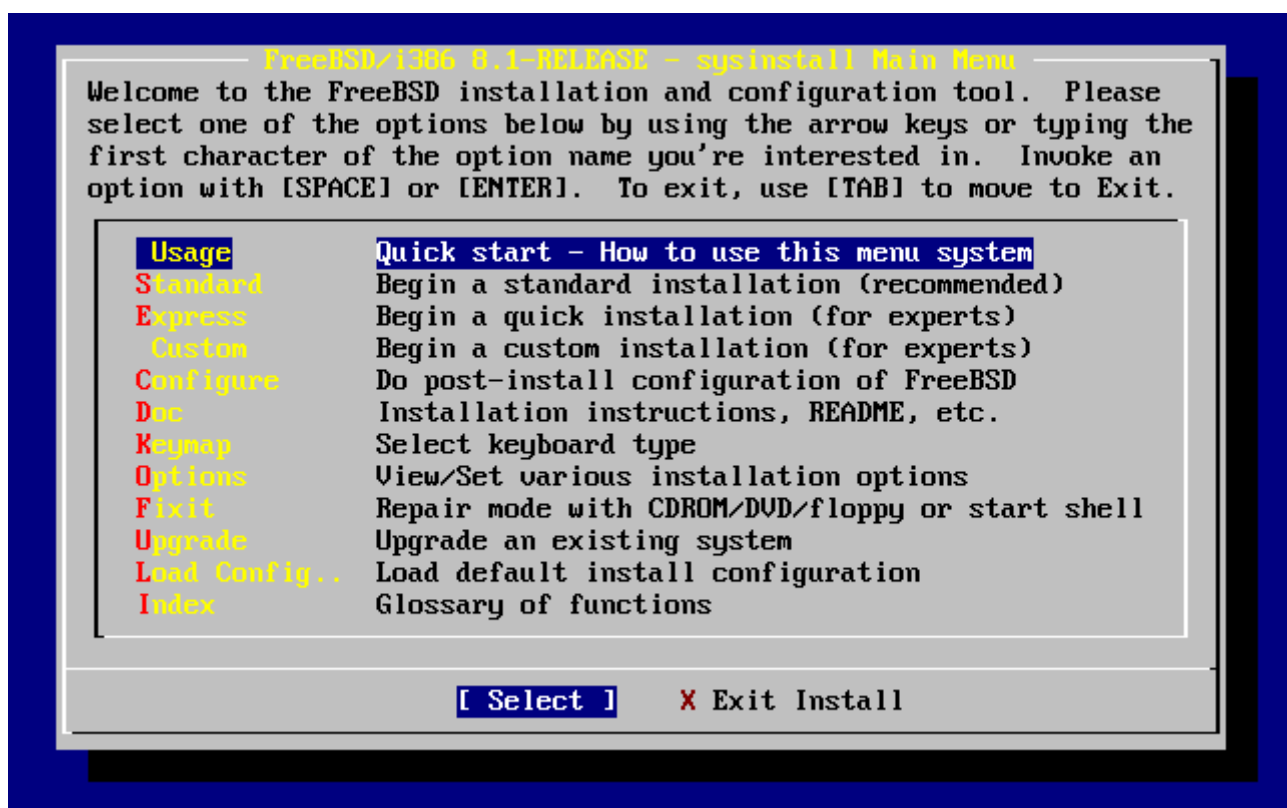 FreeBSD/i386 8.1-RELEASE - sysinstall Main Menu
Welcome to the FreeBSD installation and configuration tool.  Please
select one of the options below by using the arrow keys or typing the
first character of the option name you're interested in.  Invoke an
option with [SPACE] or [ENTER].  To exit, use [TAB] to move to Exit.
Usage Quick start - How to use this menu system
Standard Begin a standard installation (recommended)
Express Begin a quick installation (for experts)
Custom Begin a custom installation (for experts)
Configure Do post-install configuration of FreeBSD
Doc Installation instructions, README, etc.
Keymap Select keyboard type
Options View/Set various installation options
Fixit Repair mode with CDROM/DVD/floppy or start shell
Upgrade Upgrade an existing system
Load Config.. Load default install configuration
Index Glossary of functions
[ Select ] X Exit Install